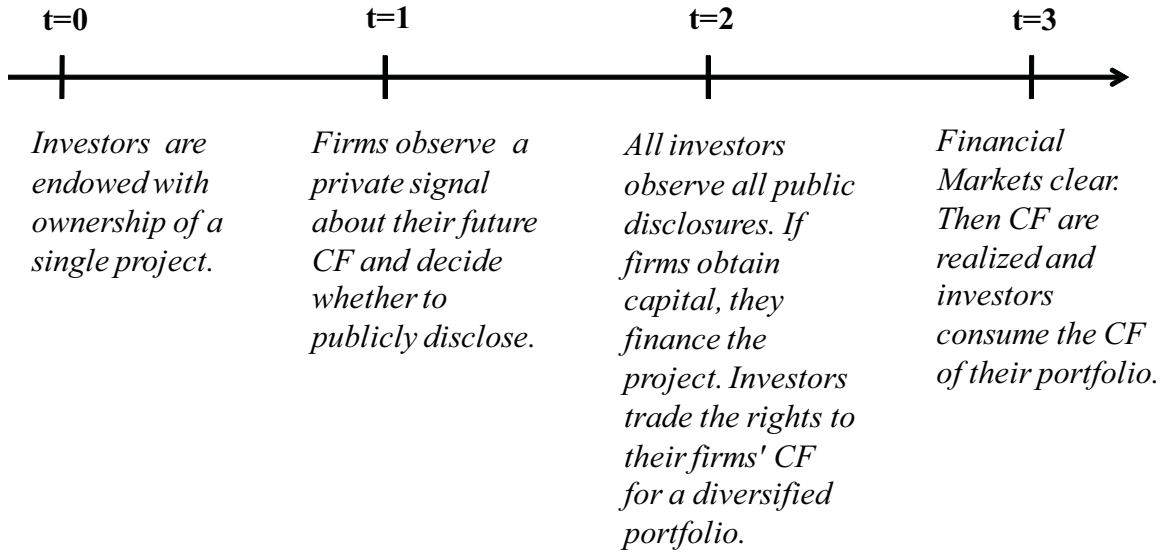 t=0
t=1
t=2
t=3
Investors are
endowed with
ownership of a
single project.
Firms observe a
private signal
about their future
CF and decide
whether to
publicly disclose.
All investors
observe all public
disclosures. If
firms obtain
capital, they
finance the
project. Investors
trade the rights to
their firms' CF
for a diversified
portfolio.
Financial
Markets clear.
Then CF are
realized and
investors
consume the CF
of their portfolio.